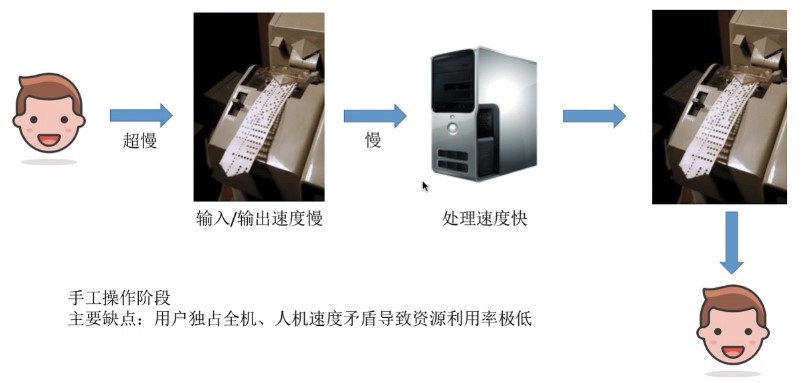 超慢
慢
输入/输出速度慢
处理速度快
手工操作阶段
主要缺点：用户独占全机、人机速度矛盾导致资源利用率极低